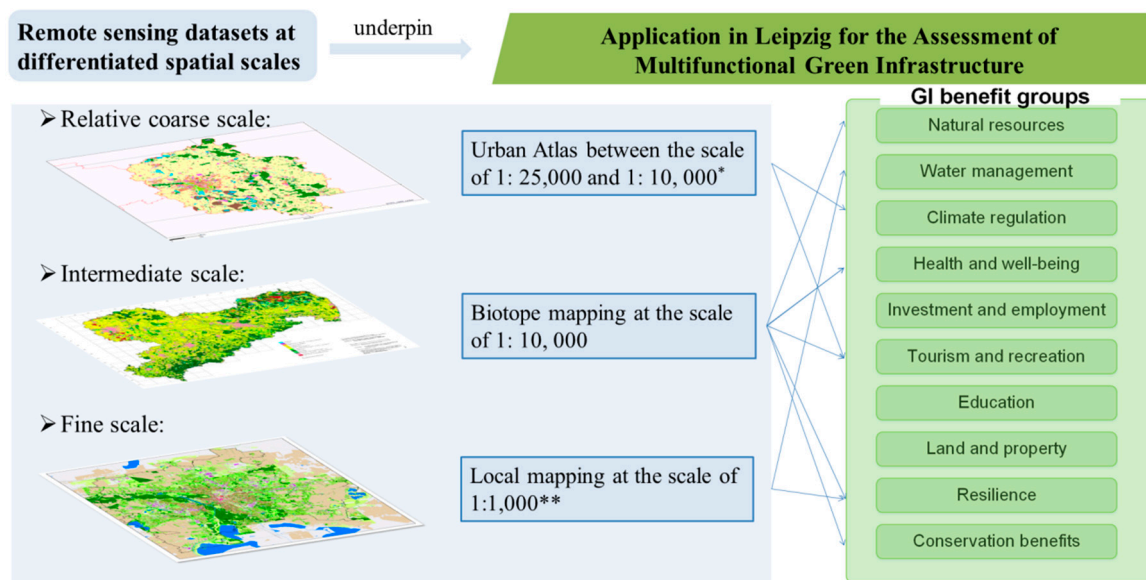 Remote sensing datasets at
differentiated spatial scales
underpin
Application in Leipzig for the Assessment of
Multifunctional Green Infrastructure
➢ Relative coarse scale:
Urban Atlas between the scale
of 1: 25,000 and 1: 10, 000*
➢ Intermediate scale:
Biotope mapping at the scale
of 1: 10, 000
➢ Fine scale:
Local mapping at the scale of
1:1,000**
GI benefit groups
Natural resources
Water management
Climate regulation
Health and well-being
Investment and employment
Tourism and recreation
Education
Land and property
Resilience
Conservation benefits